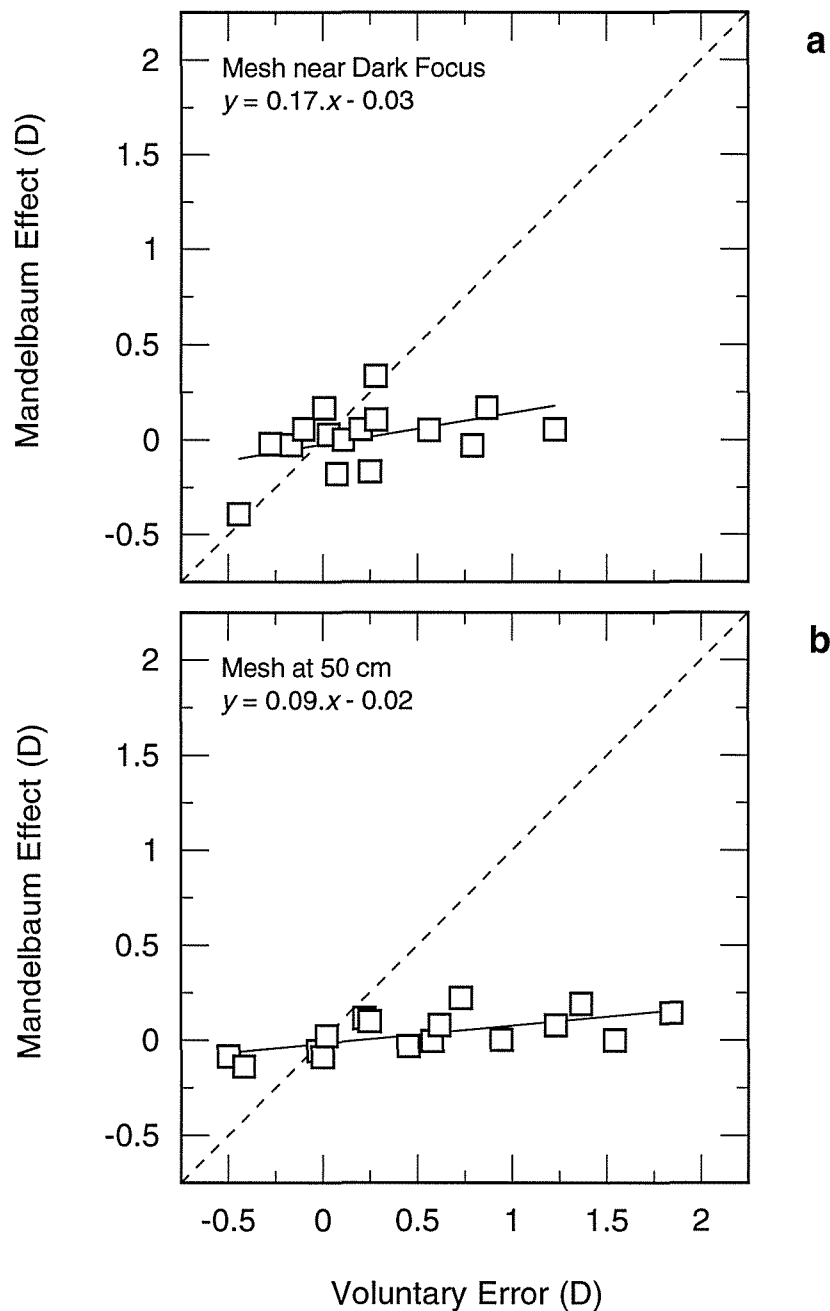 a
Mesh near Dark Focus
y = 0.17.x - 0.03
2
1.5
1
0.5
0
-0.5
Mandelbaum Effect (D)
b
Mesh at 50 cm
y = 0.09.x - 0.02
2
1.5
1
0.5
0
-0.5
Mandelbaum Effect (D)
-0.5 0 0.5 1 1.5 2
Voluntary Error (D)